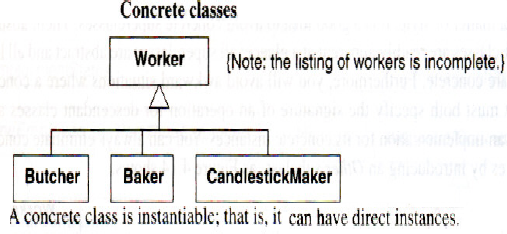 Concrete classes
Worker
{Note: the listing of workers is incomplete.}
Butcher
Baker
CandlestickMaker
A concrete class is instantiable; that is, it can have direct instances.